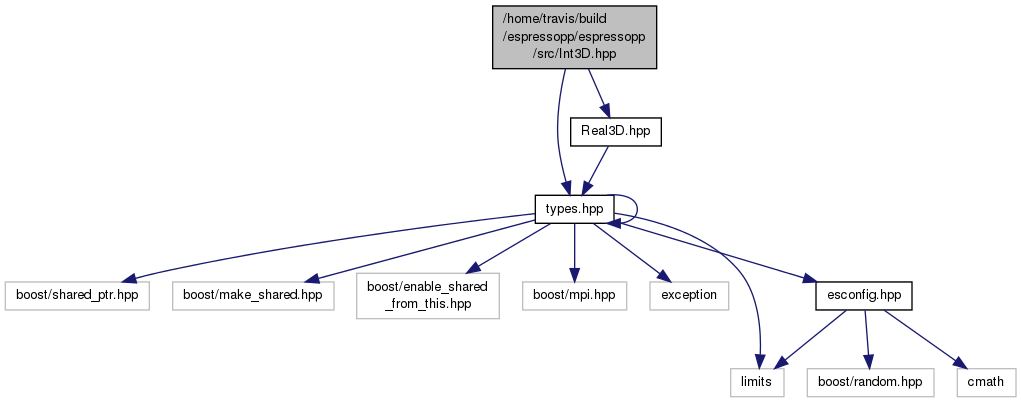 /home/travis/build
/espressopp/espressopp
/src/Int3D.hpp
Real3D.hpp
types.hpp
boost/shared_ptr.hpp
boost/make_shared.hpp
boost/enable_shared
_from_this.hpp
boost/mpi.hpp
exception
esconfig.hpp
limits
boost/random.hpp
cmath